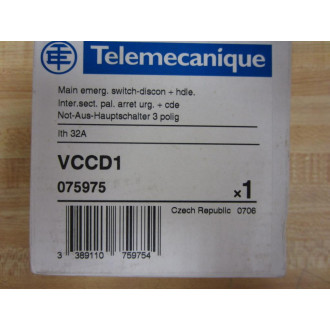 Telemecanique
Main emerg. switch-discon + hdle.
Inter.sect. pal. arret urg. + cde
Not-Aus-Hauptschalter 3 polig
Ith 32A
VCCD1
075975
x1
Czech Republic 0706
3 389110 759754